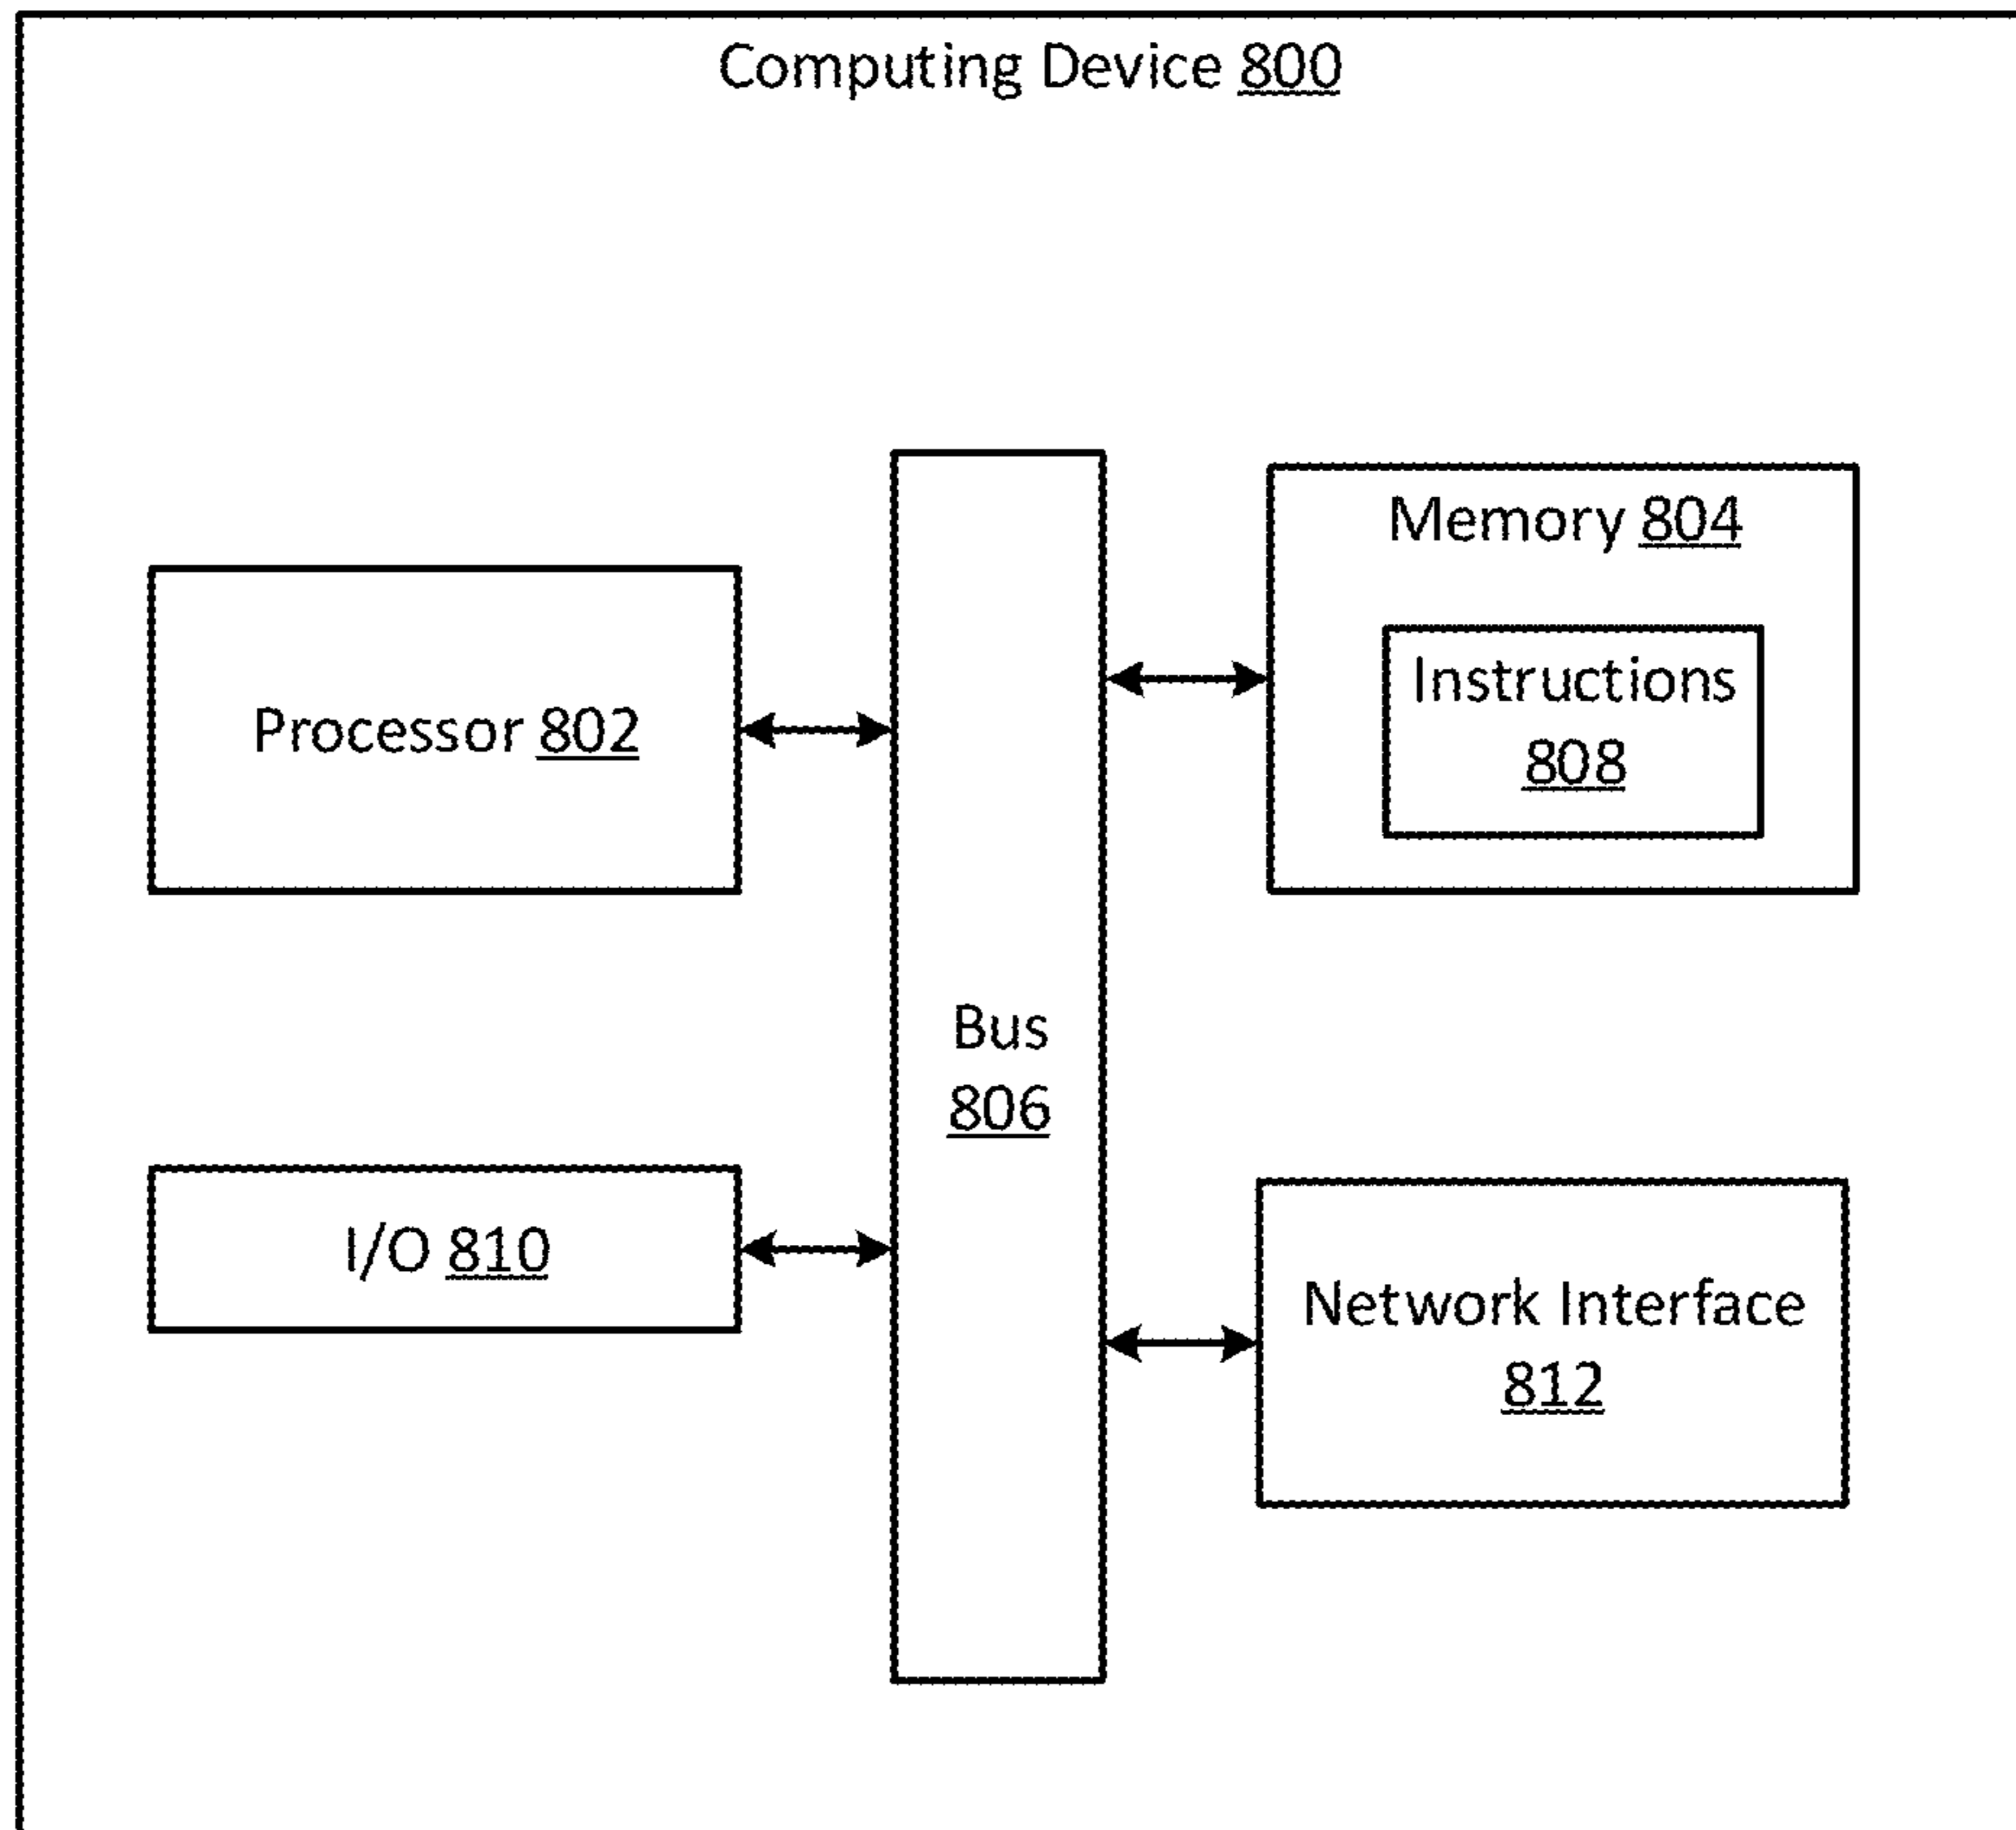 Computing Device 800
Memory 804
Instructions
808
Processor 802
Bus
806
I/O 810
Network Interface
812